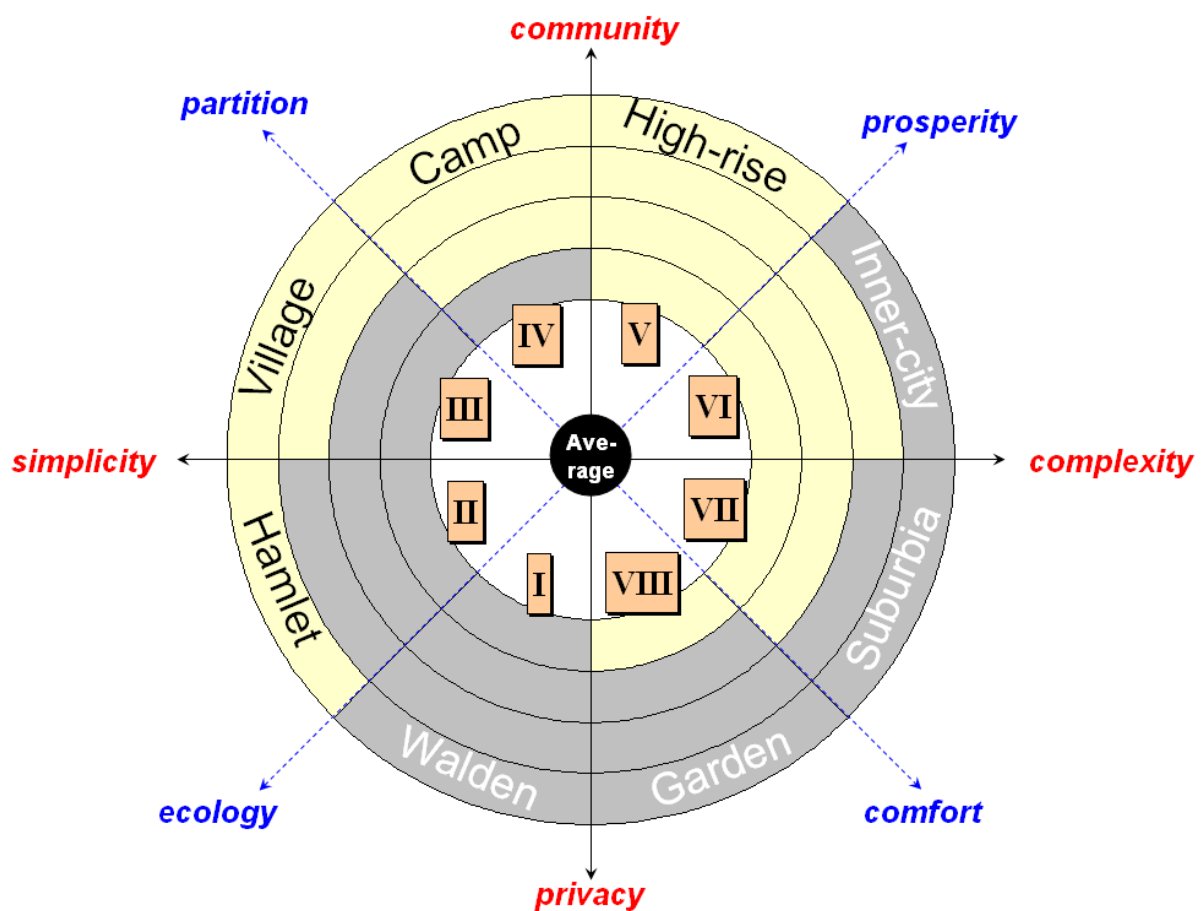 community
partition
prosperity
Camp
High-rise
Village
Inner-city
IV
V
III
VI
simplicity
Ave-
rage
complexity
II
VII
Hamlet
Suburbia
I
VIII
Walden
Garden
ecology
comfort
privacy